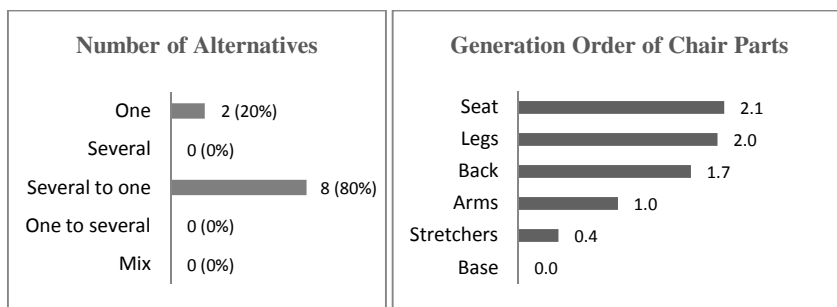 Number of Alternatives
One 2 (20%)
Several 0 (0%)
Several to one 8 (80%)
One to several 0 (0%)
Mix 0 (0%)
Generation Order of Chair Parts
Seat 2.1
Legs 2.0
Back 1.7
Arms 1.0
Stretchers 0.4
Base 0.0